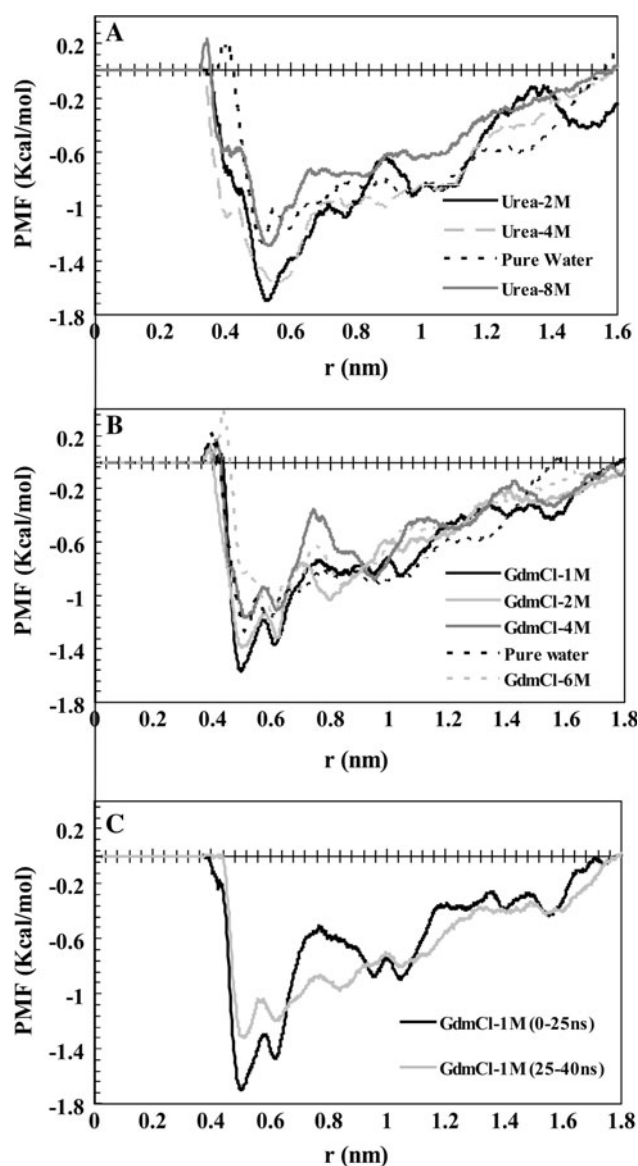 A
PMF (Kcal/mol)
0.2
-0.2
-0.6
-1
-1.4
-1.8
0 0.2 0.4 0.6 0.8 1 1.2 1.4 1.6
r (nm)
Urea-2M
Urea-4M
Pure Water
Urea-8M
B
PMF (Kcal/mol)
0.2
-0.2
-0.6
-1
-1.4
-1.8
0 0.2 0.4 0.6 0.8 1 1.2 1.4 1.6 1.8
r (nm)
GdmCl-1M
GdmCl-2M
GdmCl-4M
Pure water
GdmCl-6M
C
PMF (Kcal/mol)
0.2
-0.2
-0.6
-1
-1.4
-1.8
0 0.2 0.4 0.6 0.8 1 1.2 1.4 1.6 1.8
r (nm)
GdmCl-1M (0-25ns)
GdmCl-1M (25-40ns)